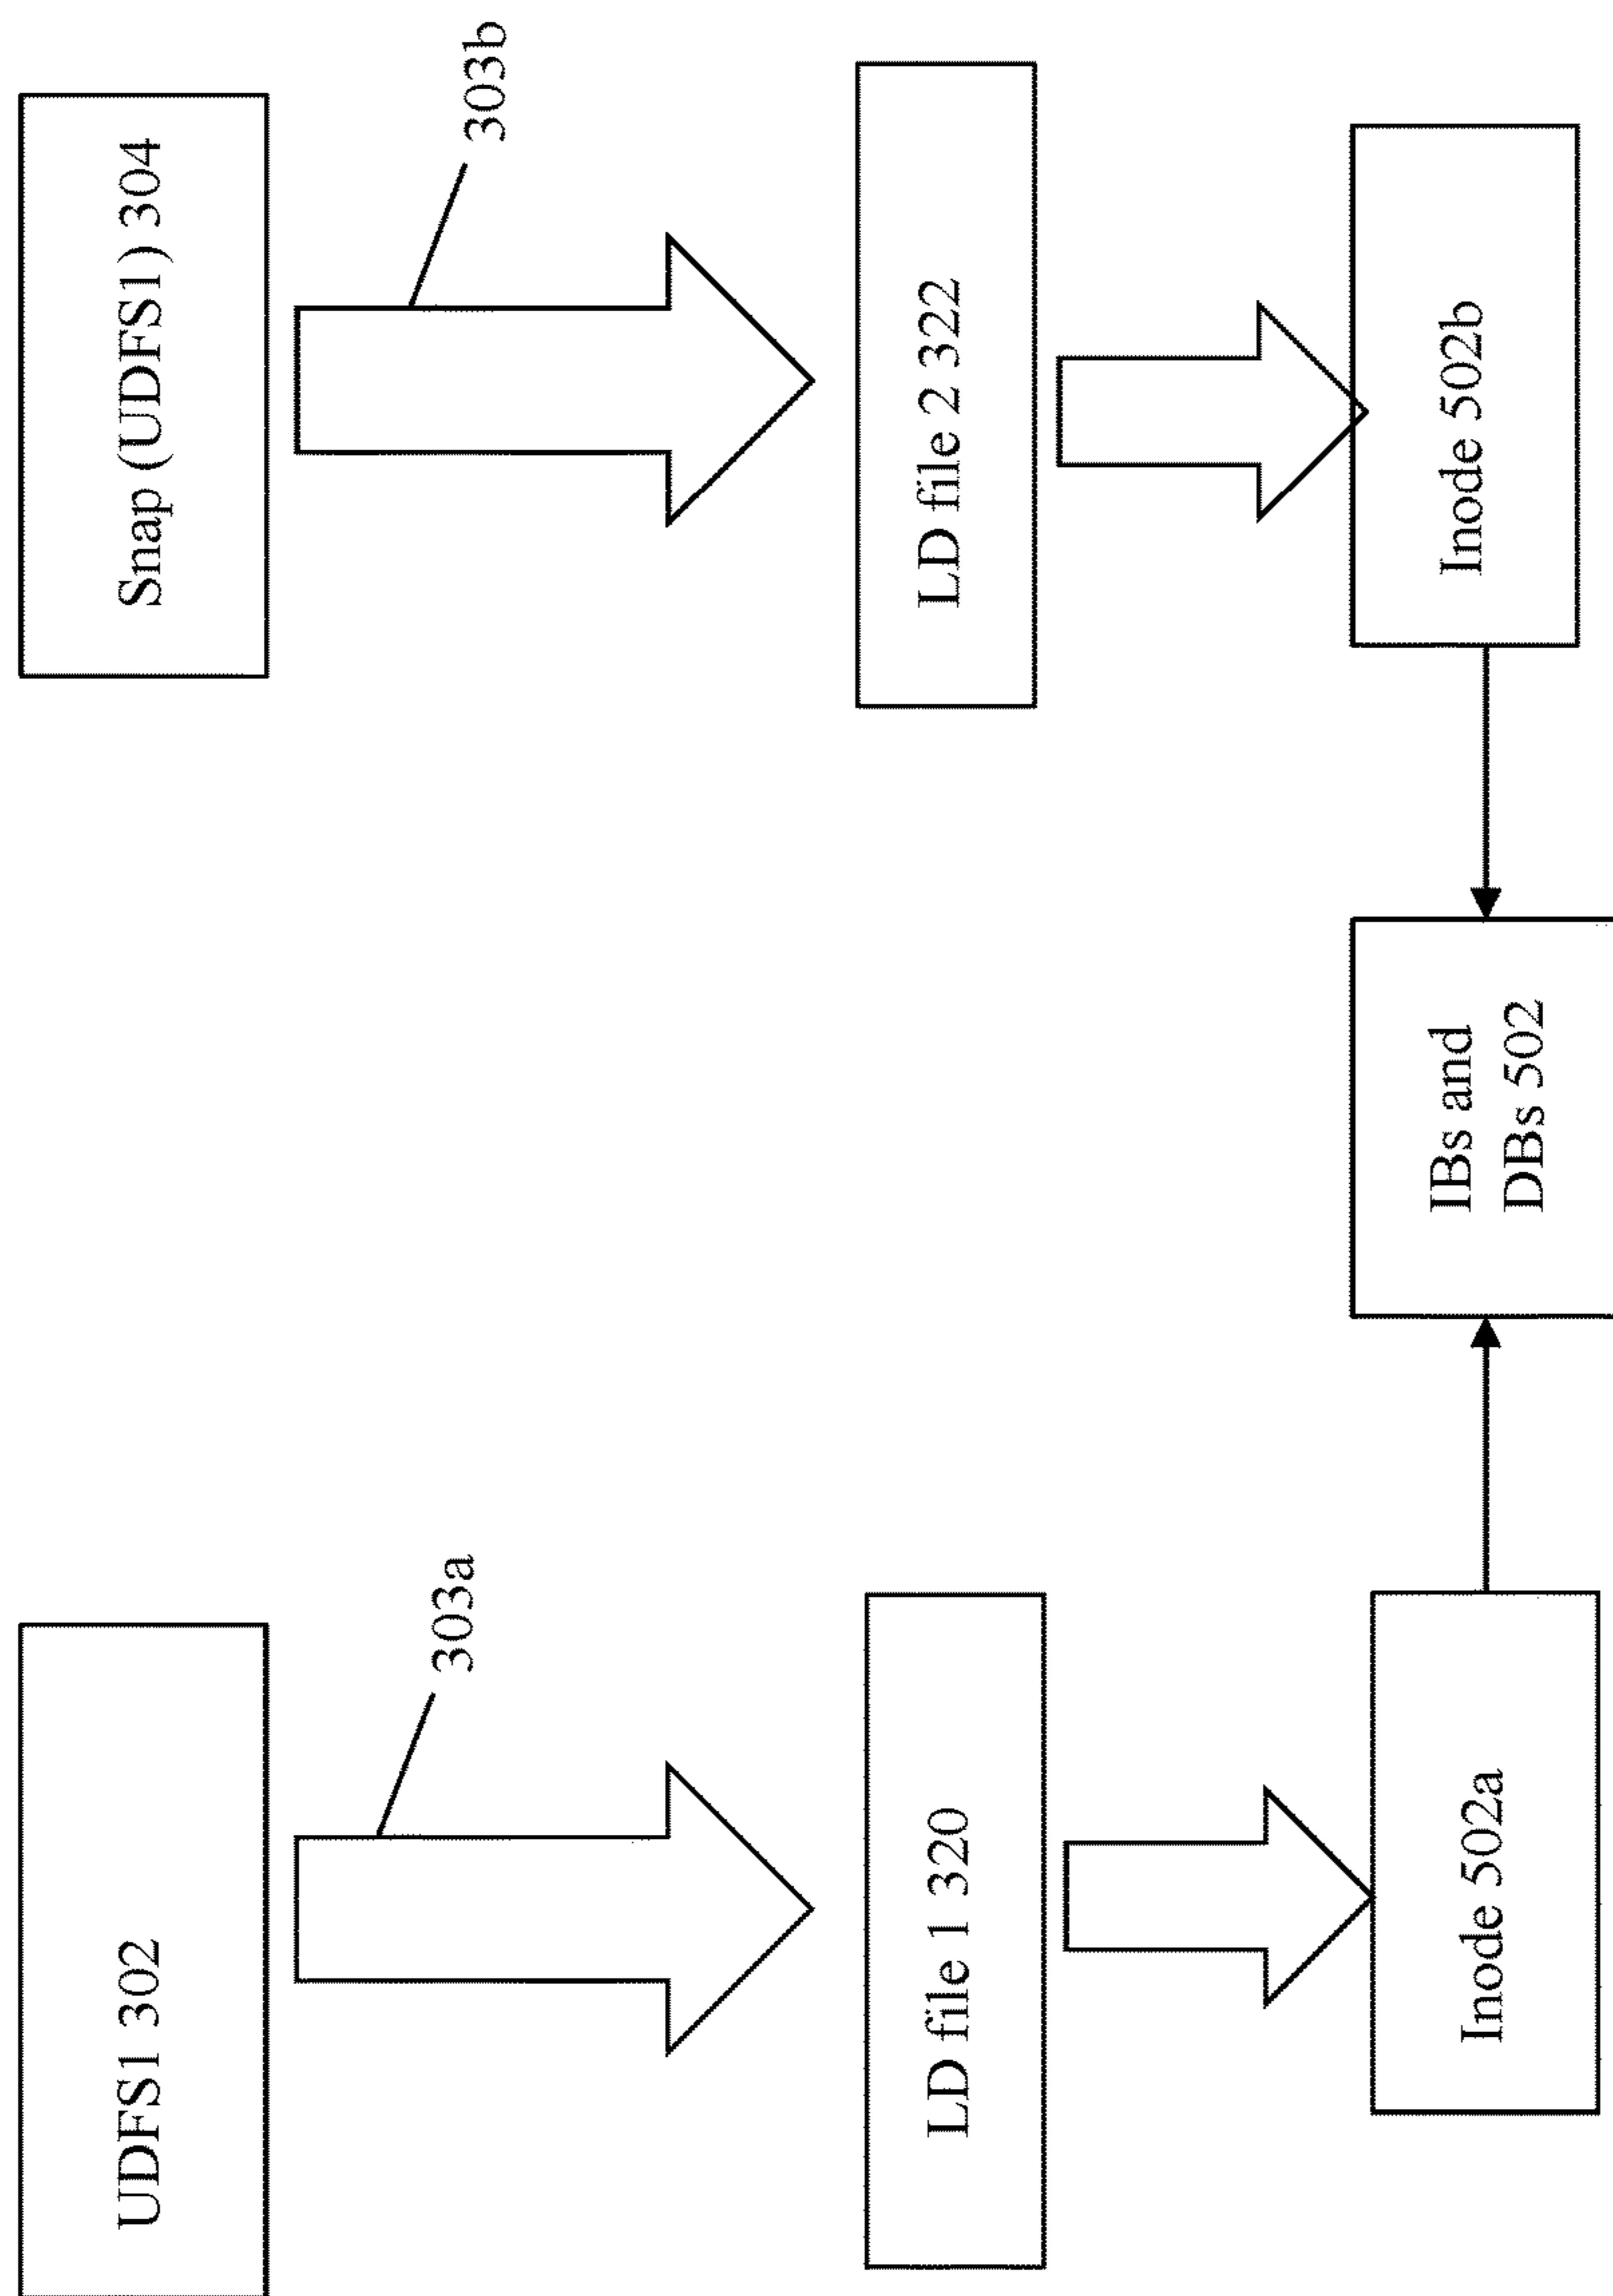 UDFS1 302
Snap (UDFS1) 304
303a
303b
LD file 1 320
LD file 2 322
Inode 502a
IBs and
DBs 502
Inode 502b